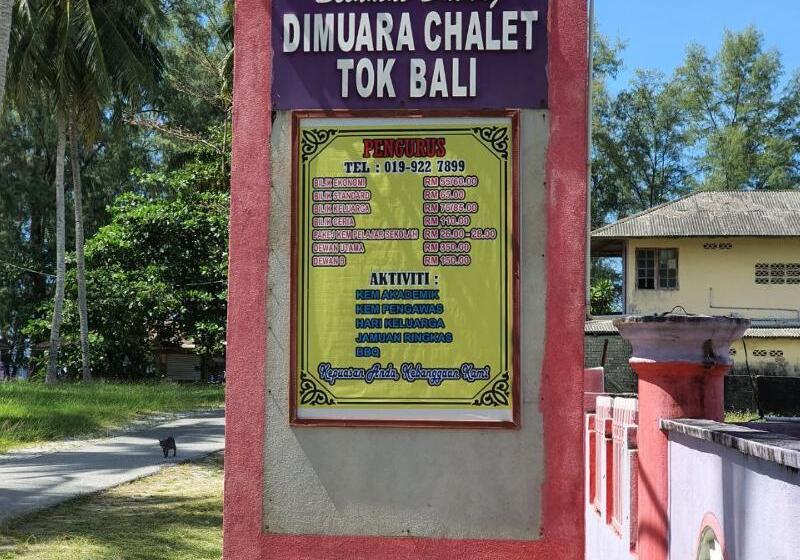 DIMUARA CHALET
TOK BALI
PENGURUS
TEL : 019-922 7899
BILIK EKONOMI RM 55/60.00
BILIK STANDARD RM 65.00
BILIK KELUARGA RM 75/85.00
BILIK CERIA RM 110.00
PAKEJ KEM PELAJAR SEKOLAH RM 26.00 - 28.00
DEWAN UTAMA RM 350.00
DEWAN B RM 150.00
AKTIVITI :
KEM AKADEMIK
KEM PENGAWAS
HARI KELUARGA
JAMUAN RINGKAS
BBQ
Kepuasan Anda, Kebanggaan Kami